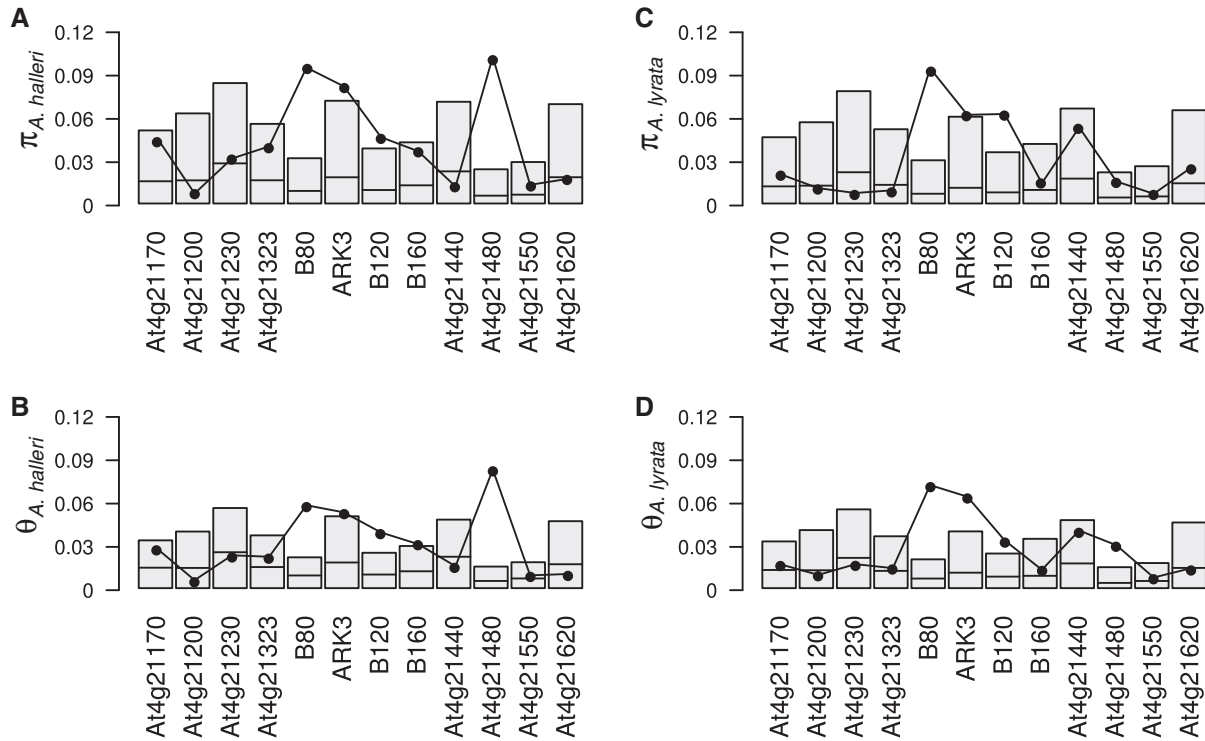 A
π A. halleri
0.12
0.09
0.06
0.03
0
At4g21170
At4g21200
At4g21230
At4g21323
B80
ARK3
B120
B160
At4g21440
At4g21480
At4g21550
At4g21620
C
π A. lyrata
0.12
0.09
0.06
0.03
0
At4g21170
At4g21200
At4g21230
At4g21323
B80
ARK3
B120
B160
At4g21440
At4g21480
At4g21550
At4g21620
B
θ A. halleri
0.12
0.09
0.06
0.03
0
At4g21170
At4g21200
At4g21230
At4g21323
B80
ARK3
B120
B160
At4g21440
At4g21480
At4g21550
At4g21620
D
θ A. lyrata
0.12
0.09
0.06
0.03
0
At4g21170
At4g21200
At4g21230
At4g21323
B80
ARK3
B120
B160
At4g21440
At4g21480
At4g21550
At4g21620